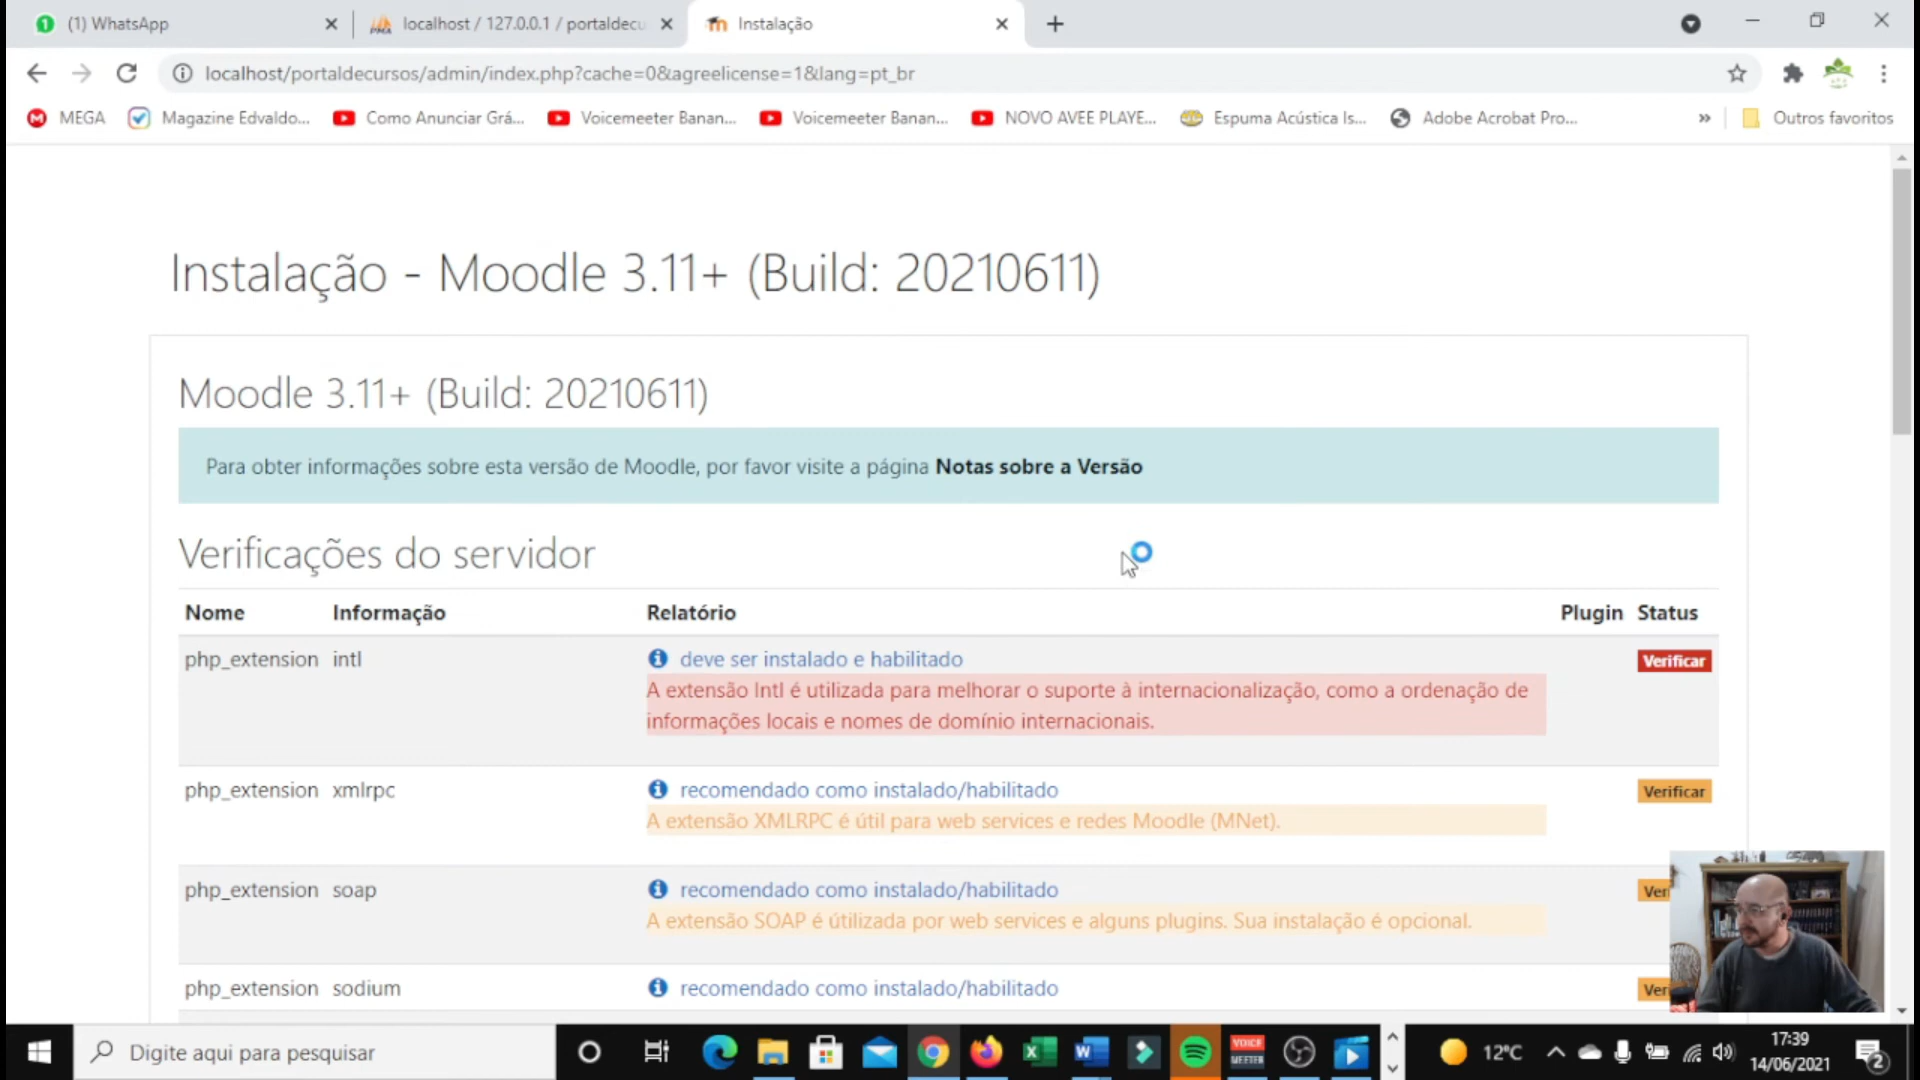 (1) WhatsApp
localhost / 127.0.0.1 / portaldecu
Instalação
localhost/portaldecursos/admin/index.php?cache=0&agreelicense=1&lang=pt_br
MEGA
Magazine Edvaldo...
Como Anunciar Grá...
Voicemeeter Banan...
Voicemeeter Banan...
NOVO AVEE PLAYE...
Espuma Acústica Is...
Adobe Acrobat Pro...
»
Outros favoritos
Instalação - Moodle 3.11+ (Build: 20210611)
Moodle 3.11+ (Build: 20210611)
Para obter informações sobre esta versão de Moodle, por favor visite a página Notas sobre a Versão
Verificações do servidor
Nome Informação Relatório Plugin Status
php_extension intl deve ser instalado e habilitado Verificar
A extensão Intl é utilizada para melhorar o suporte à internacionalização, como a ordenação de
informações locais e nomes de domínio internacionais.
php_extension xmlrpc recomendado como instalado/habilitado Verificar
A extensão XMLRPC é útil para web services e redes Moodle (MNet).
php_extension soap recomendado como instalado/habilitado Ver
A extensão SOAP é útilizada por web services e alguns plugins. Sua instalação é opcional.
php_extension sodium recomendado como instalado/habilitado Ver
Digite aqui para pesquisar
VOICE
MEETER
12°C
17:39
14/06/2021
2